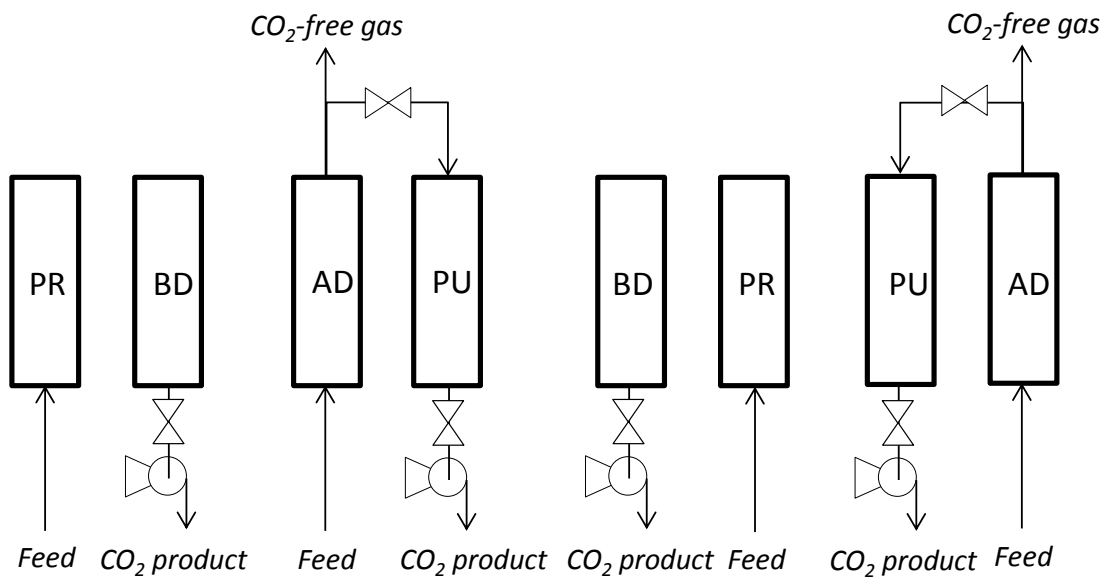 CO₂-free gas
CO₂-free gas
PR
BD
AD
PU
BD
PR
PU
AD
Feed
CO₂ product
Feed
CO₂ product
CO₂ product
Feed
CO₂ product
Feed